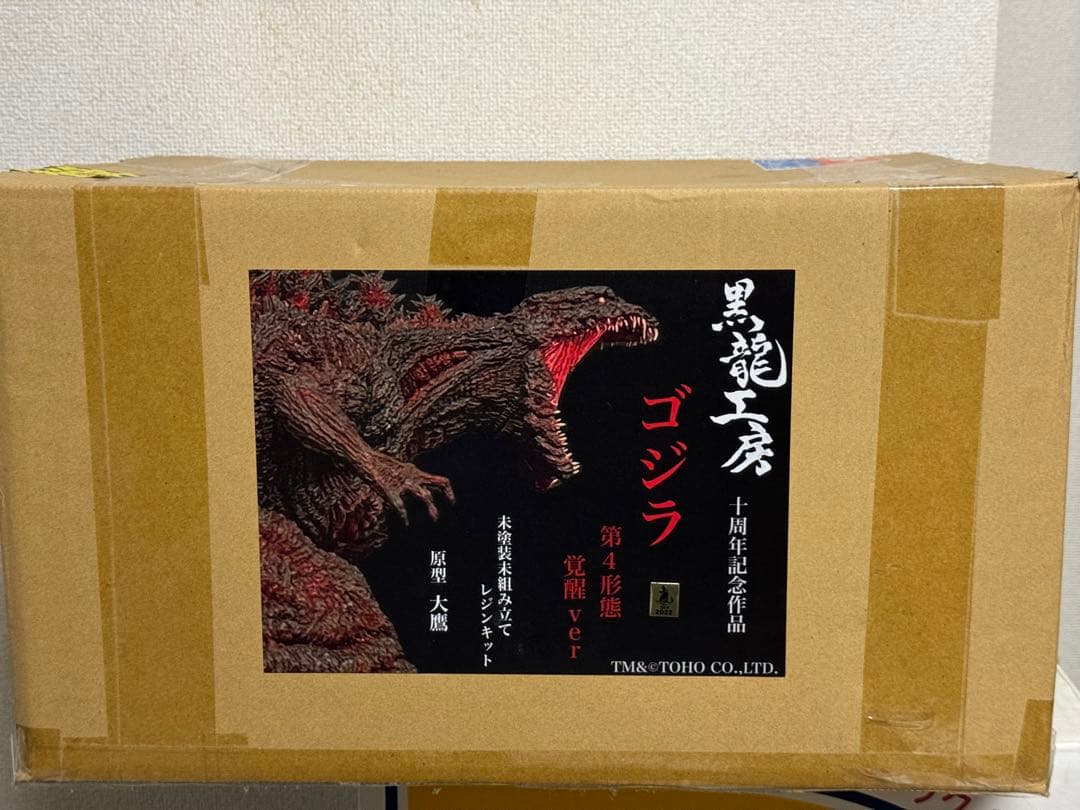 黒龍工房
十周年記念作品
ゴジラ
第4形態
覚醒ver
未塗装未組み立て
レジンキット
原型 大鷹
2022
TM&©TOHO CO.,LTD.